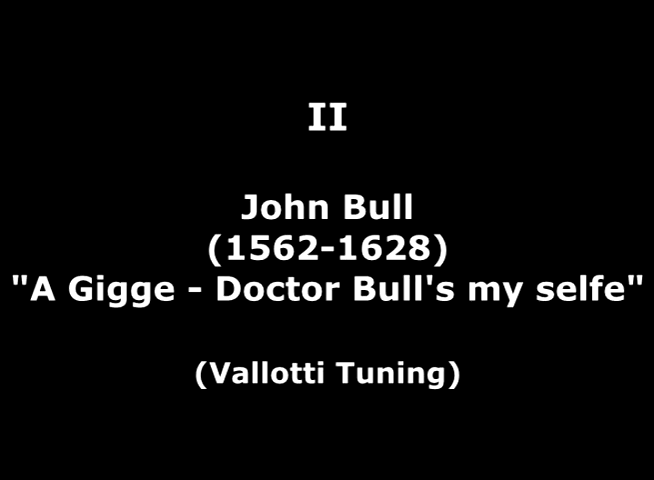 II
John Bull
(1562-1628)
"A Gigge - Doctor Bull's my selfe"
(Vallotti Tuning)